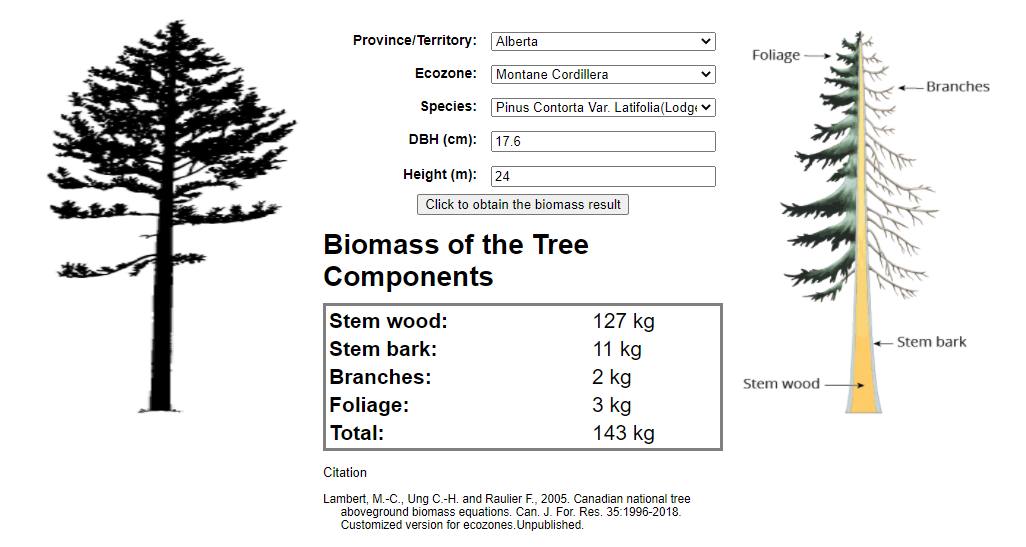 Province/Territory: Alberta
Ecozone: Montane Cordillera
Species: Pinus Contorta Var. Latifolia(Lodge
DBH (cm): 17.6
Height (m): 24
Click to obtain the biomass result
Biomass of the Tree
Components
Stem wood: 127 kg
Stem bark: 11 kg
Branches: 2 kg
Foliage: 3 kg
Total: 143 kg
Citation
Lambert, M.-C., Ung C.-H. and Raulier F., 2005. Canadian national tree
aboveground biomass equations. Can. J. For. Res. 35:1996-2018.
Customized version for ecozones.Unpublished.
Foliage
Branches
Stem bark
Stem wood